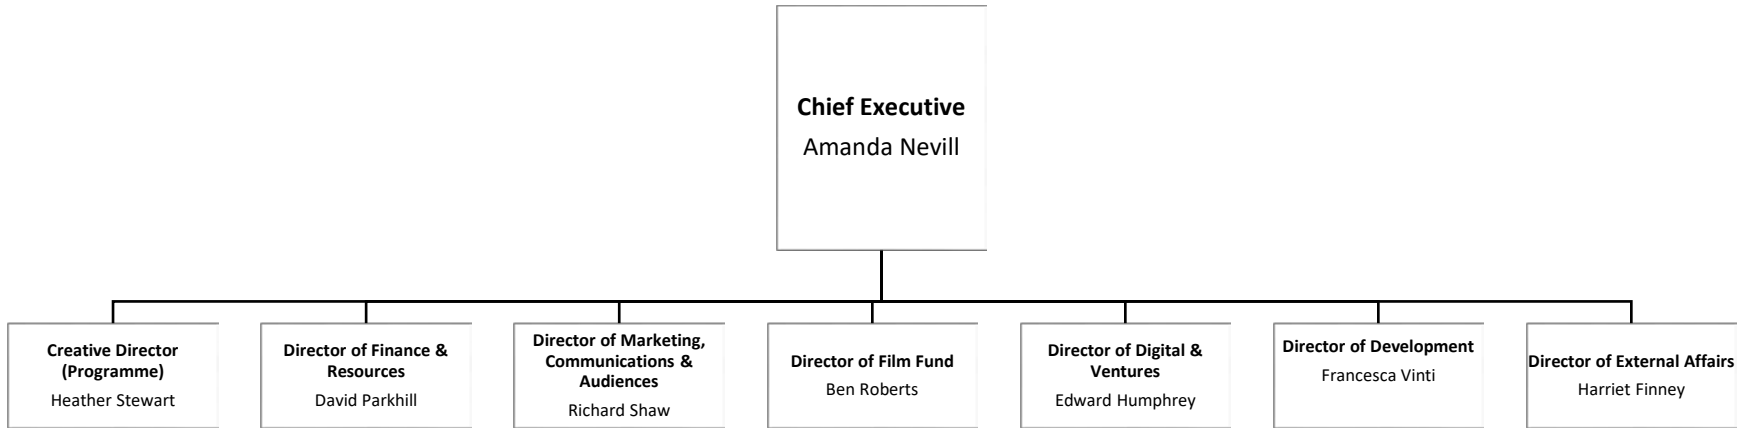 Chief Executive
Amanda Nevill
Creative Director
(Programme)
Heather Stewart
Director of Finance &
Resources
David Parkhill
Director of Marketing,
Communications &
Audiences
Richard Shaw
Director of Film Fund
Ben Roberts
Director of Digital &
Ventures
Edward Humphrey
Director of Development
Francesca Vinti
Director of External Affairs
Harriet Finney